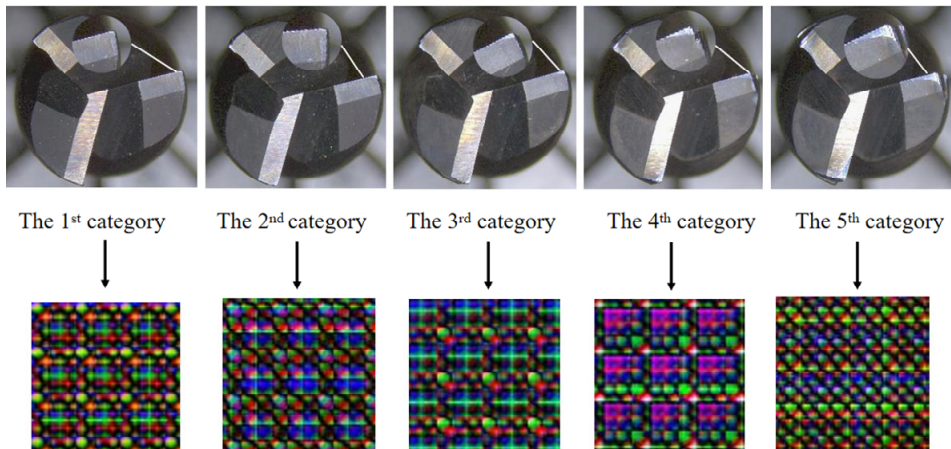 The 1st category
The 2nd category
The 3rd category
The 4th category
The 5th category